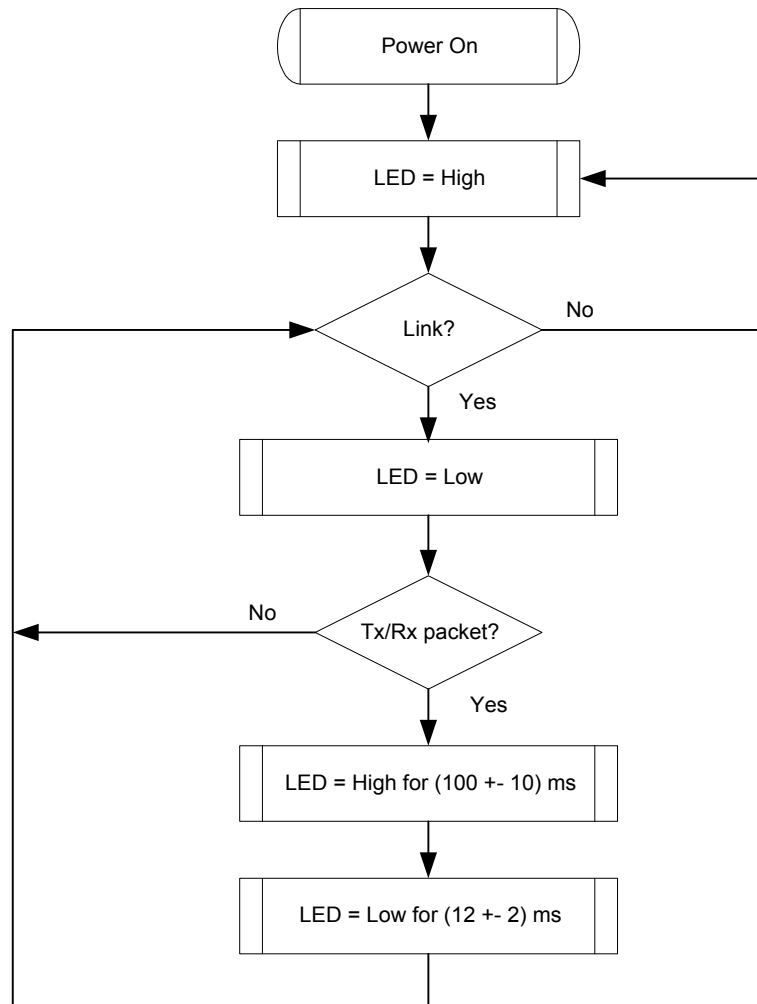 Power On
LED = High
Link?
No
Yes
LED = Low
No
Tx/Rx packet?
Yes
LED = High for (100 +- 10) ms
LED = Low for (12 +- 2) ms